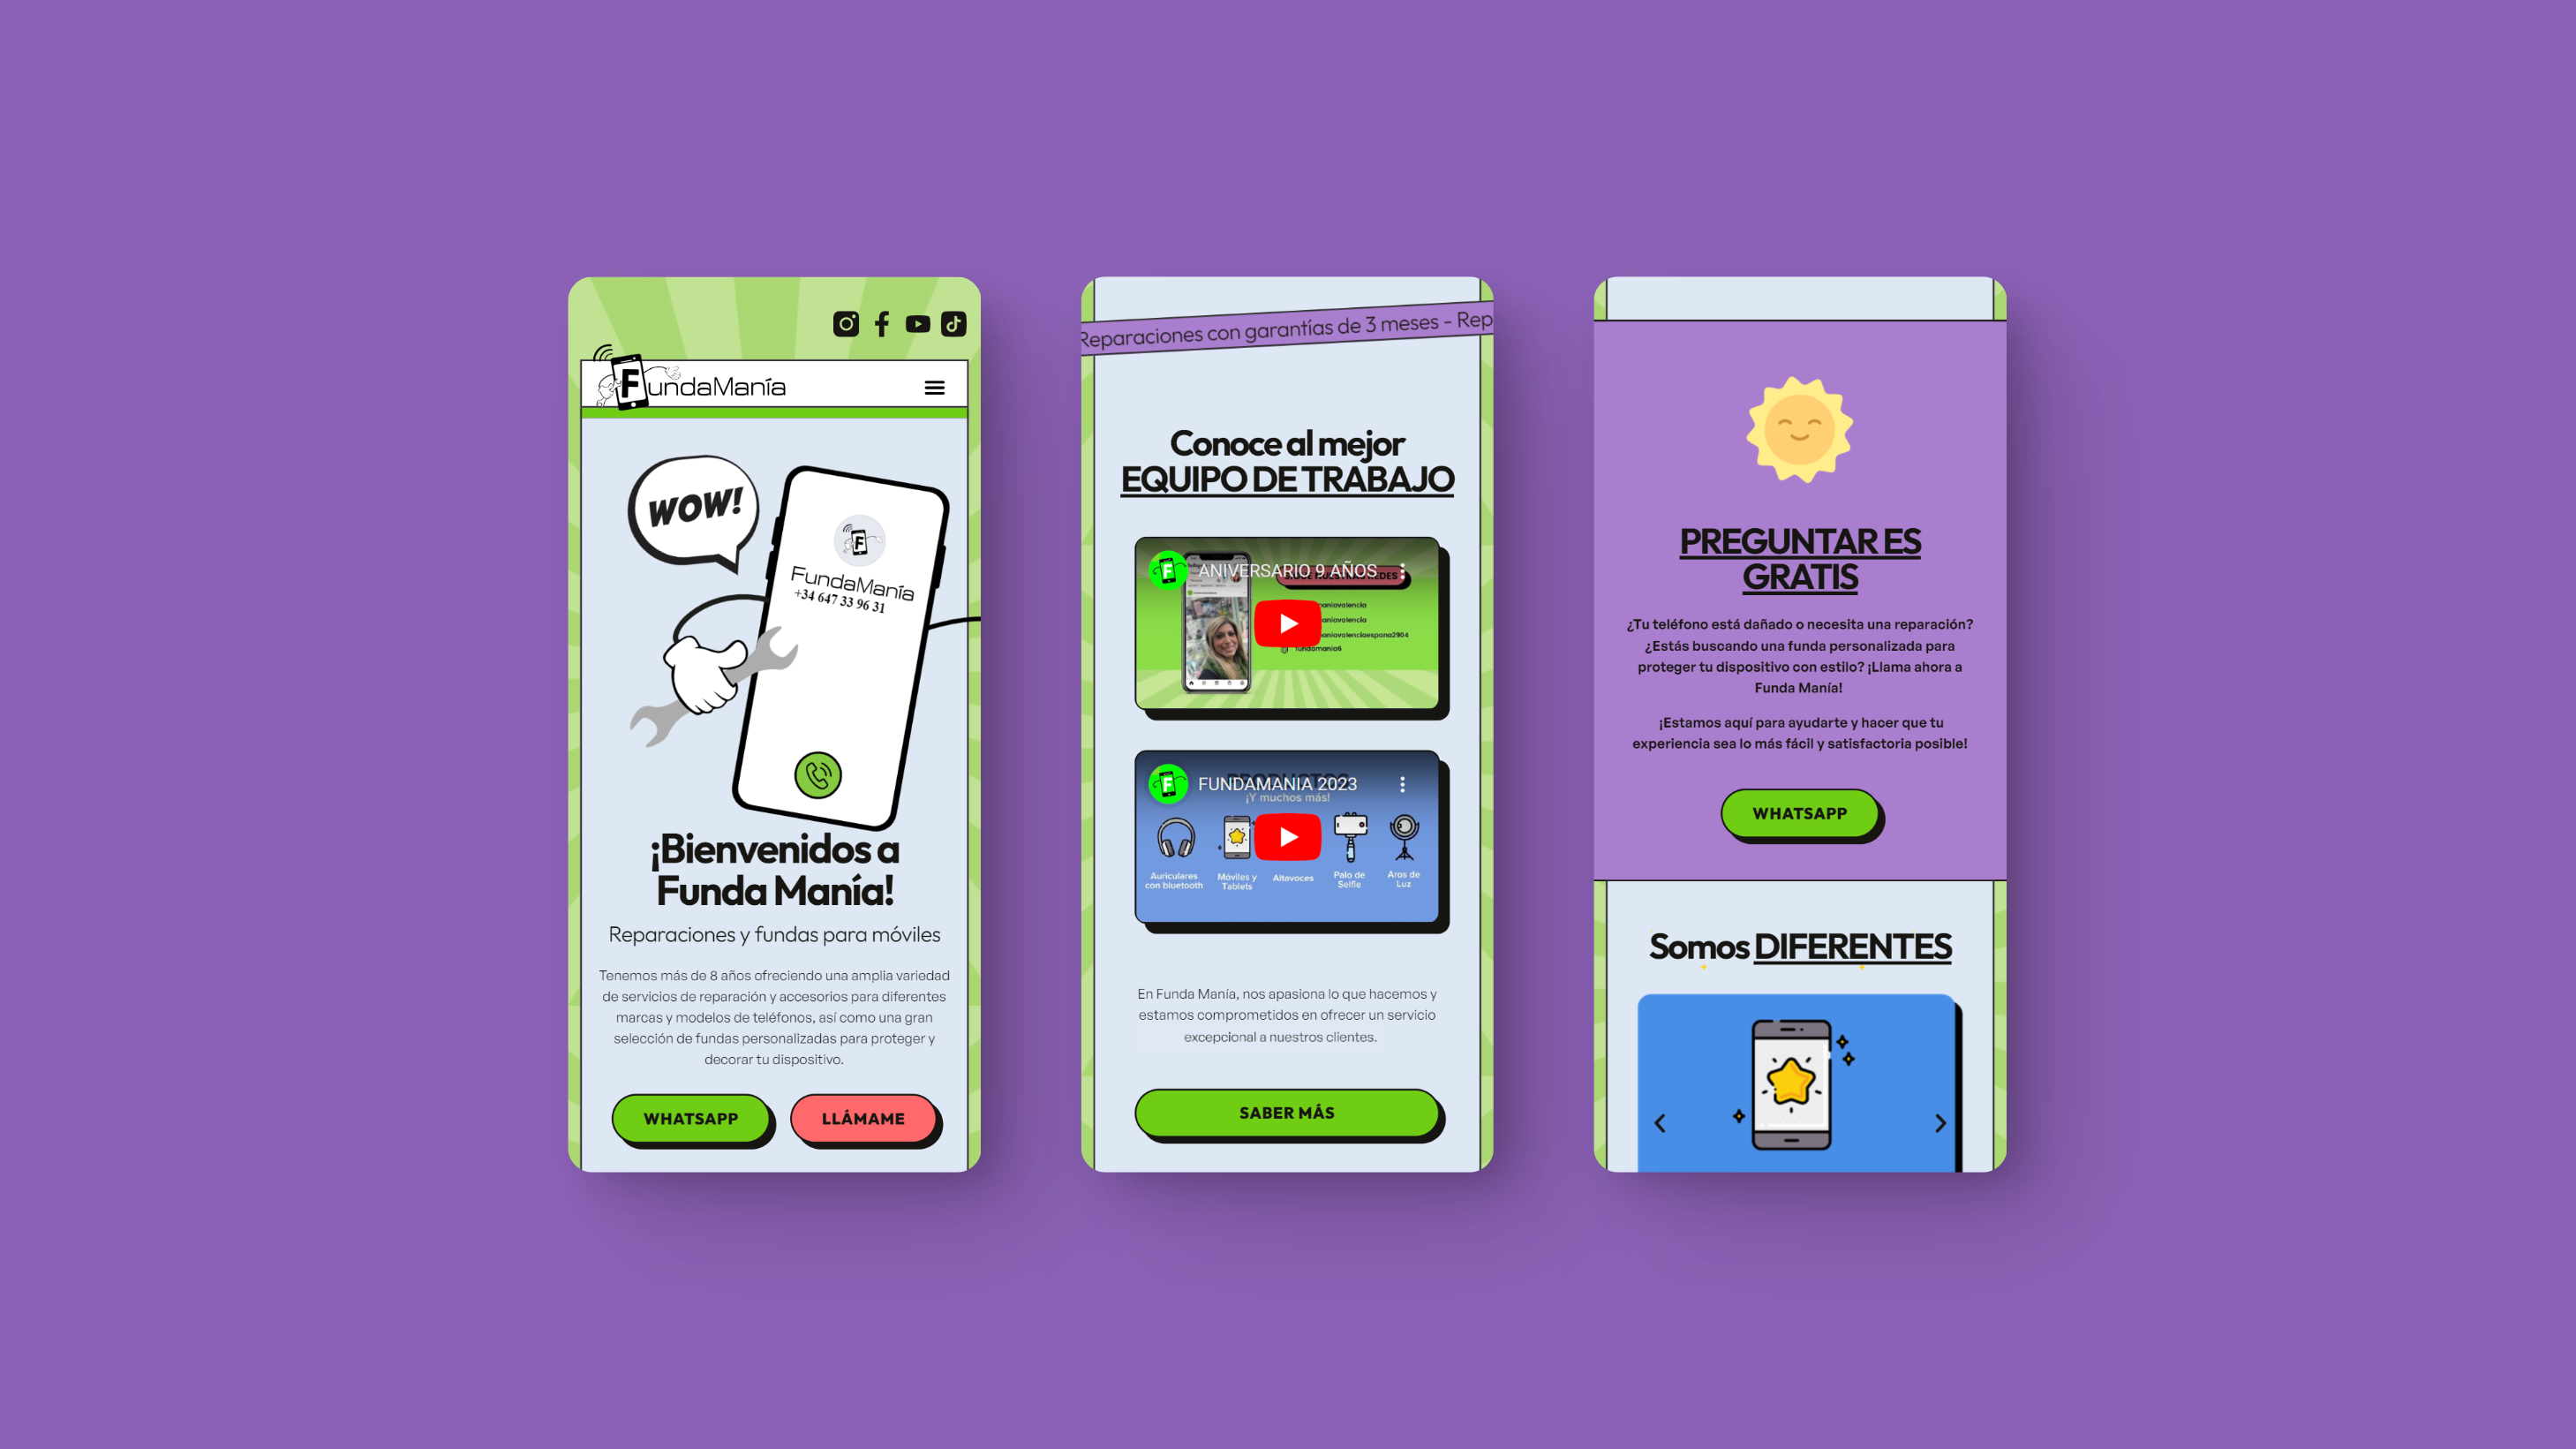 FundaManía
WOW!
F
FundaManía
+34 647 33 96 31
¡Bienvenidos a
Funda Manía!
Reparaciones y fundas para móviles
Tenemos más de 8 años ofreciendo una amplia variedad
de servicios de reparación y accesorios para diferentes
marcas y modelos de teléfonos, así como una gran
selección de fundas personalizadas para proteger y
decorar tu dispositivo.
WHATSAPP
LLÁMAME
Reparaciones con garantías de 3 meses - Rep
Conoce al mejor
EQUIPO DE TRABAJO
F
ANIVERSARIO 9 AÑOS
REDES
maniavalencia
aniavalencia
aniavalenciaespana2904
fundamania6
F
FUNDAMANIA 2023
PRODUCTOS
¡Y muchos más!
Auriculares
con bluetooth
Móviles y
Tablets
Altavoces
Palo de
Selfie
Aros de
Luz
En Funda Manía, nos apasiona lo que hacemos y
estamos comprometidos en ofrecer un servicio
excepcional a nuestros clientes.
SABER MÁS
PREGUNTAR ES
GRATIS
¿Tu teléfono está dañado o necesita una reparación?
¿Estás buscando una funda personalizada para
proteger tu dispositivo con estilo? ¡Llama ahora a
Funda Manía!
¡Estamos aquí para ayudarte y hacer que tu
experiencia sea lo más fácil y satisfactoria posible!
WHATSAPP
Somos DIFERENTES